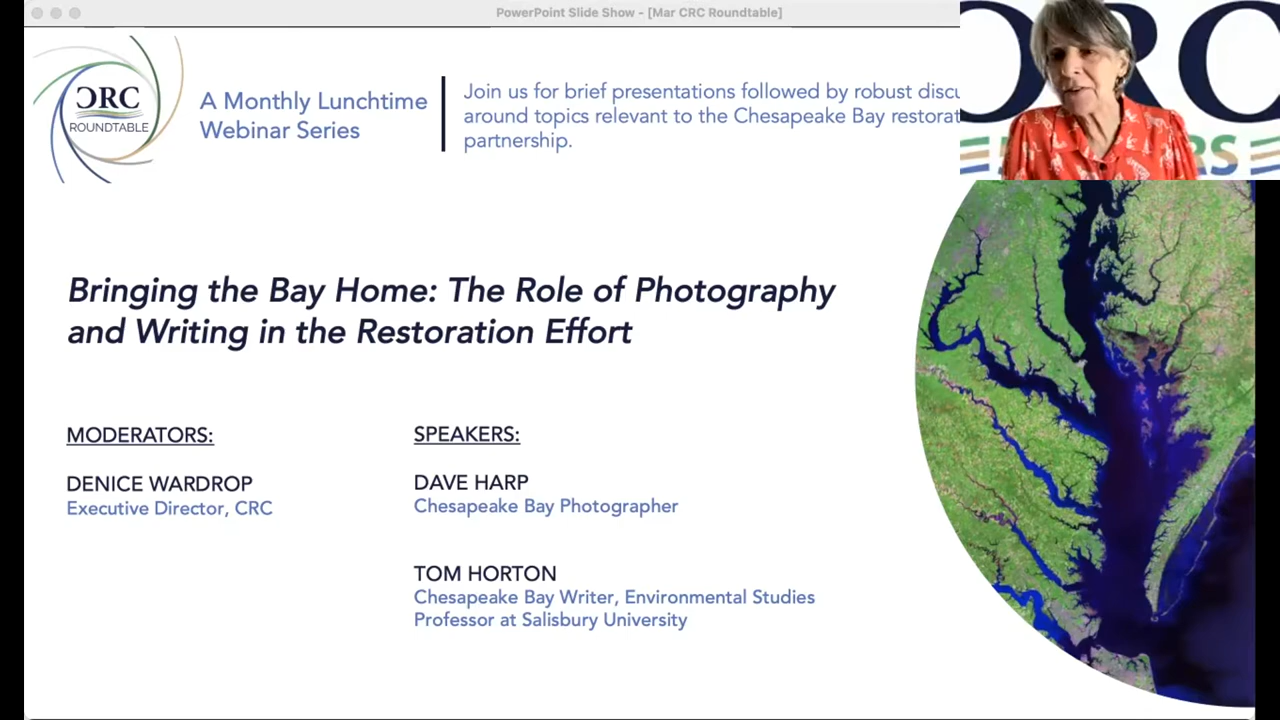 PowerPoint Slide Show - [Mar CRC Roundtable]
CRC
ROUNDTABLE
A Monthly Lunchtime
Webinar Series
Join us for brief presentations followed by robust
around topics relevant to the Chesapeake Bay
partnership.
ORC
RS
Bringing the Bay Home: The Role of Photography
and Writing in the Restoration Effort
MODERATORS:
DENICE WARDROP
Executive Director, CRC
SPEAKERS:
DAVE HARP
Chesapeake Bay Photographer
TOM HORTON
Chesapeake Bay Writer, Environmental Studies
Professor at Salisbury University